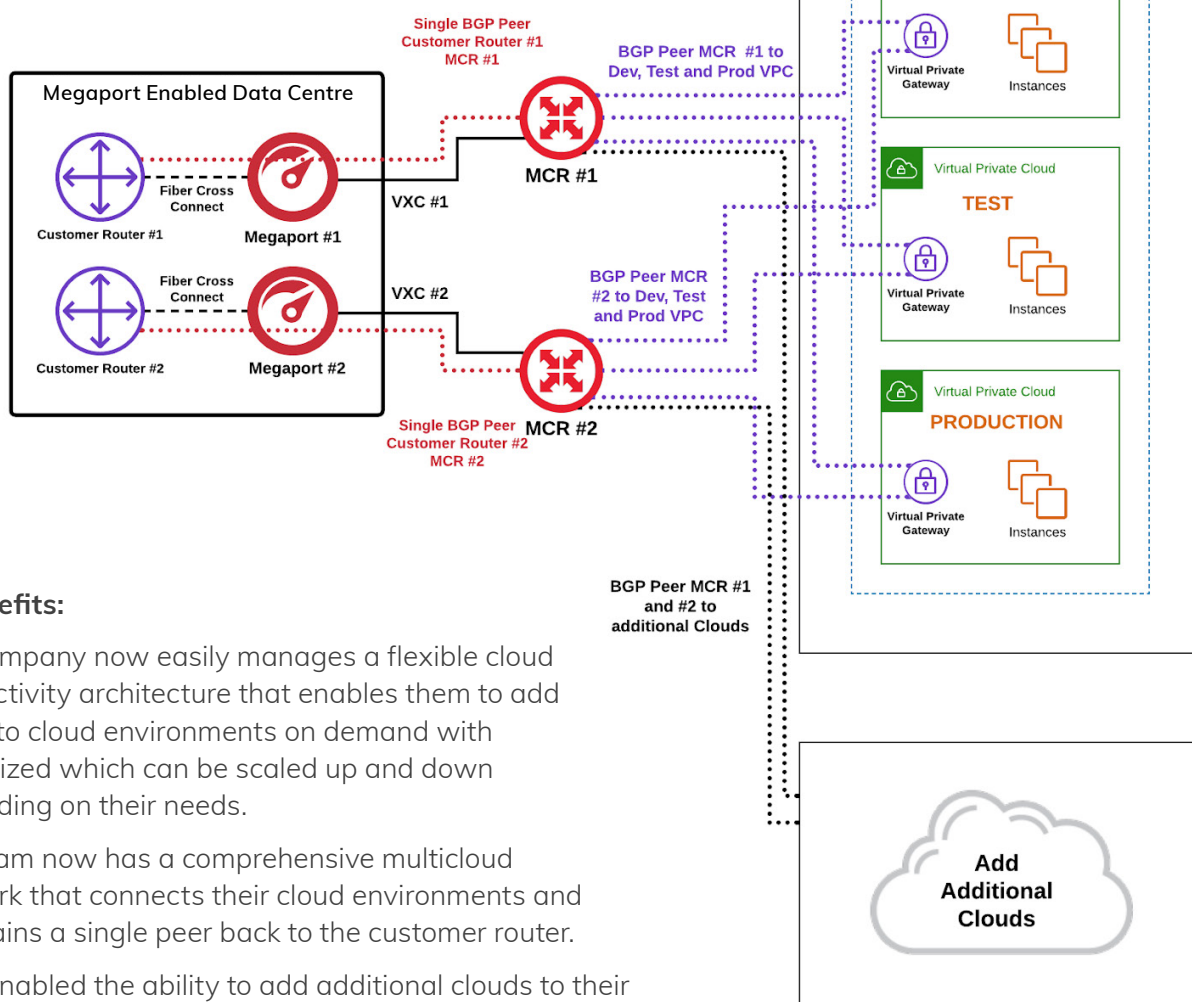 Single BGP Peer
Customer Router #1
MCR #1
BGP Peer MCR #1 to
Dev, Test and Prod VPC
Megaport Enabled Data Centre
Fiber Cross
Connect
Customer Router #1
Megaport #1
VXC #1
MCR #1
Fiber Cross
Connect
Customer Router #2
Megaport #2
VXC #2
BGP Peer MCR
#2 to Dev, Test
and Prod VPC
Single BGP Peer
Customer Router #2
MCR #2
MCR #2
Virtual Private
Gateway
Instances
Virtual Private Cloud
TEST
Virtual Private
Gateway
Instances
Virtual Private Cloud
PRODUCTION
Virtual Private
Gateway
Instances
BGP Peer MCR #1
and #2 to
additional Clouds
Add
Additional
Clouds
efits:
mpany now easily manages a flexible cloud
ctivity architecture that enables them to add
to cloud environments on demand with
ized which can be scaled up and down
ding on their needs.
am now has a comprehensive multicloud
rk that connects their cloud environments and
ains a single peer back to the customer router.
nabled the ability to add additional clouds to their